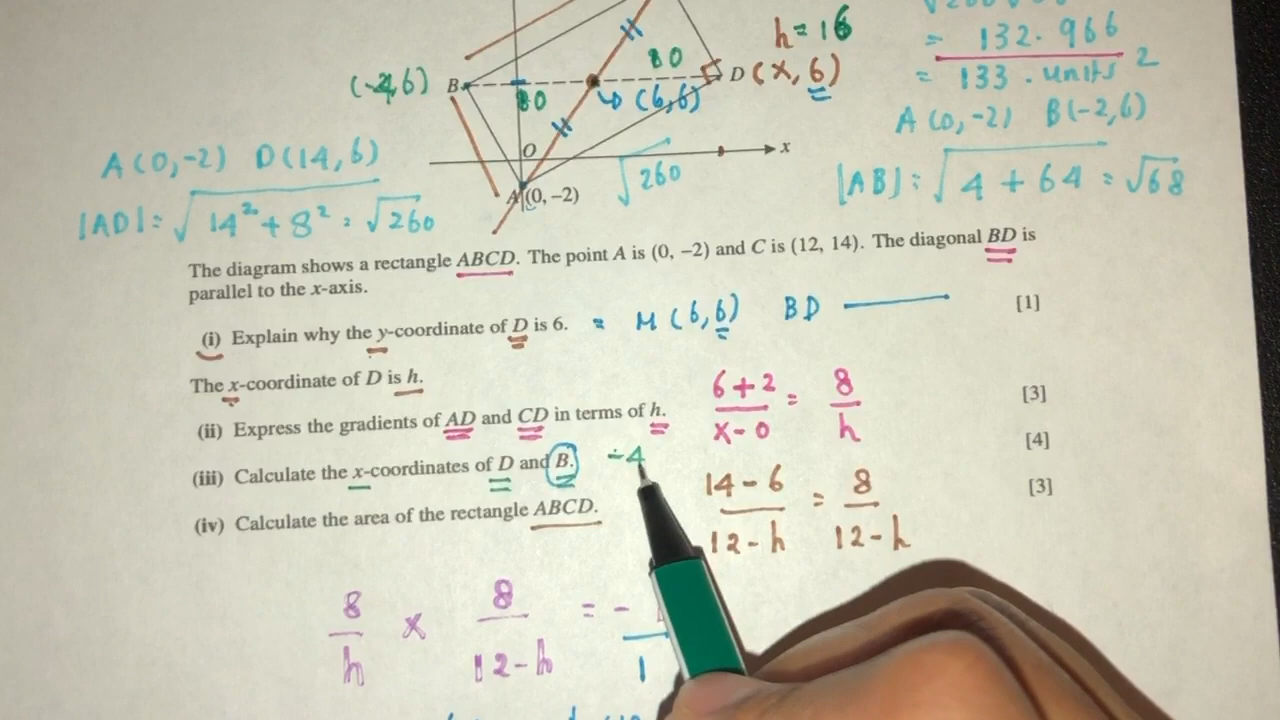 h = 16
= 132.966
= 133. units 2
80
B
D (x, 6)
80
(6,6)
A(0,-2) B(-2,6)
O
x
A(0,-2) D(14,6)
√260
|AB| = √4 + 64 = √68
A (0, –2)
|AD| = √14² + 8² = √260
The diagram shows a rectangle ABCD. The point A is (0, –2) and C is (12, 14). The diagonal BD is
parallel to the x-axis.
(i) Explain why the y-coordinate of D is 6. = M (6,6) BD [1]
The x-coordinate of D is h.
6+2/x-0 = 8/h
(ii) Express the gradients of AD and CD in terms of h. [3]
(iii) Calculate the x-coordinates of D and B. -4 [4]
14-6/12-h = 8/12-h
(iv) Calculate the area of the rectangle ABCD. [3]
8/h x 8/12-h = -
1